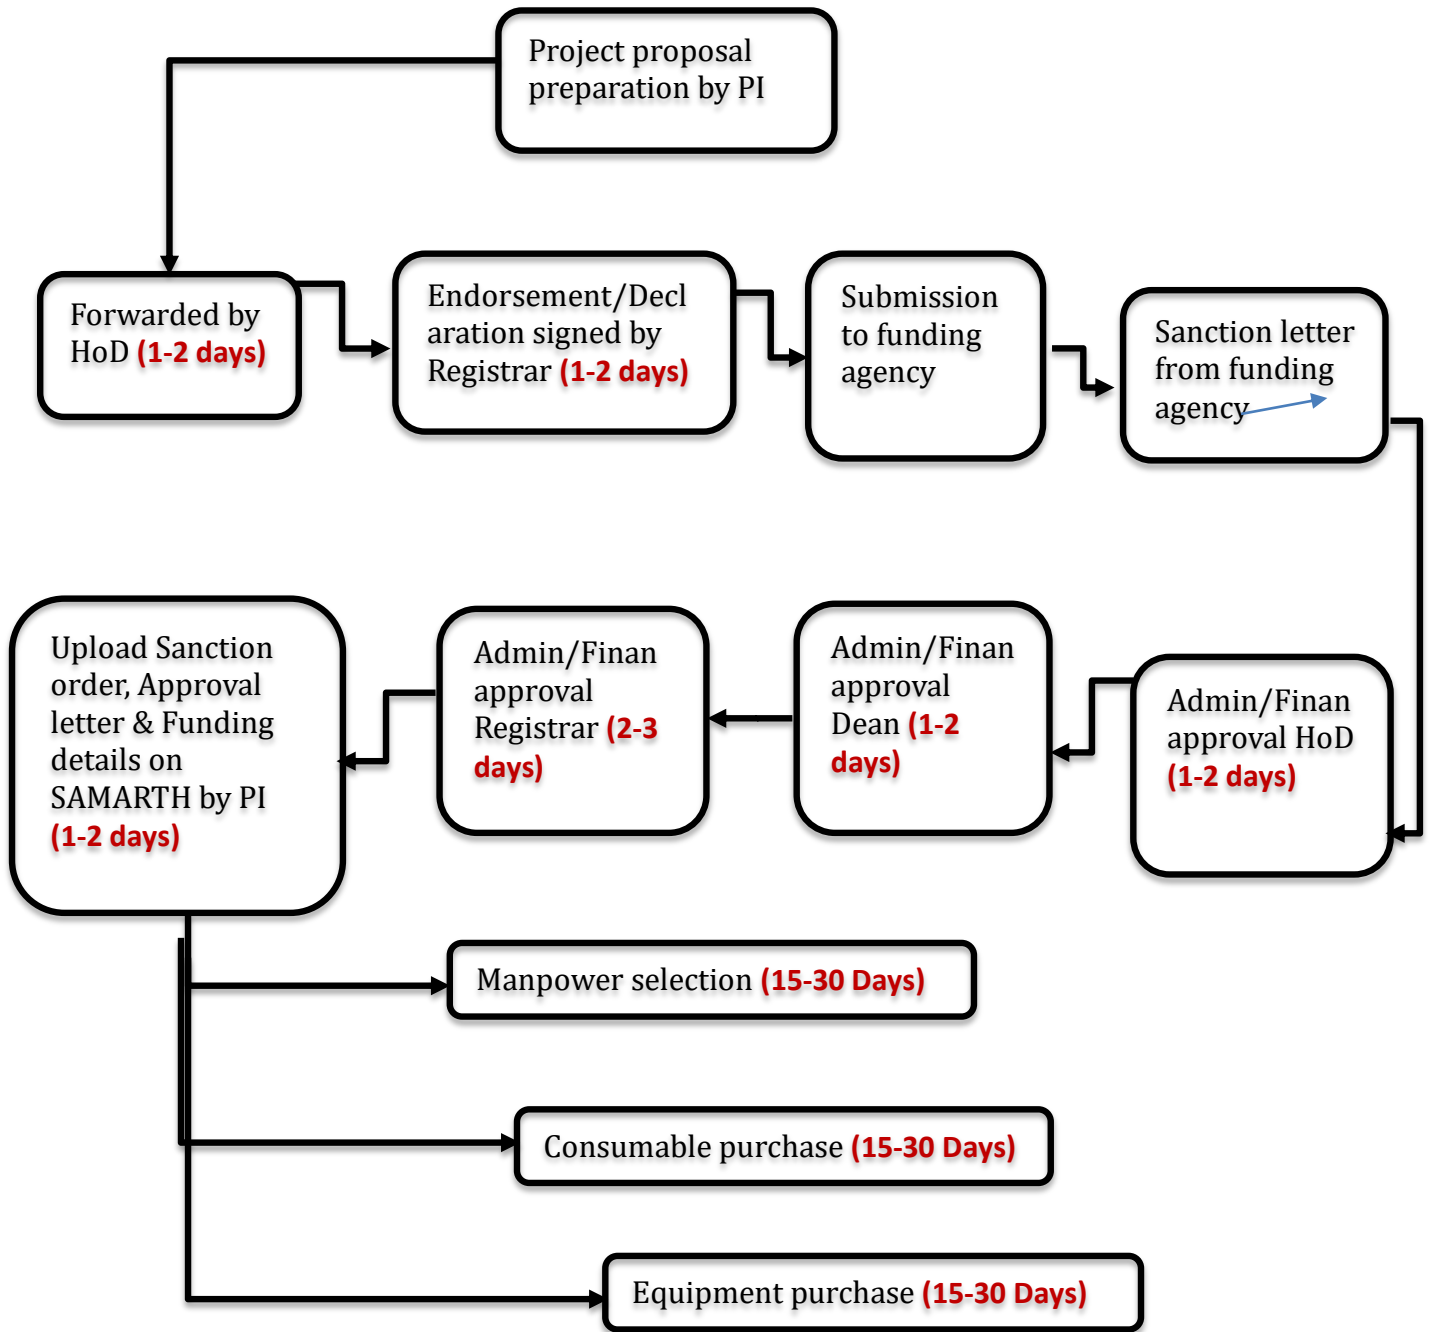 Project proposal
preparation by PI
Forwarded by
HoD (1-2 days)
Endorsement/Decl
aration signed by
Registrar (1-2 days)
Submission
to funding
agency
Sanction letter
from funding
agency
Upload Sanction
order, Approval
letter & Funding
details on
SAMARTH by PI
(1-2 days)
Admin/Finan
approval
Registrar (2-3
days)
Admin/Finan
approval
Dean (1-2
days)
Admin/Finan
approval HoD
(1-2 days)
Manpower selection (15-30 Days)
Consumable purchase (15-30 Days)
Equipment purchase (15-30 Days)